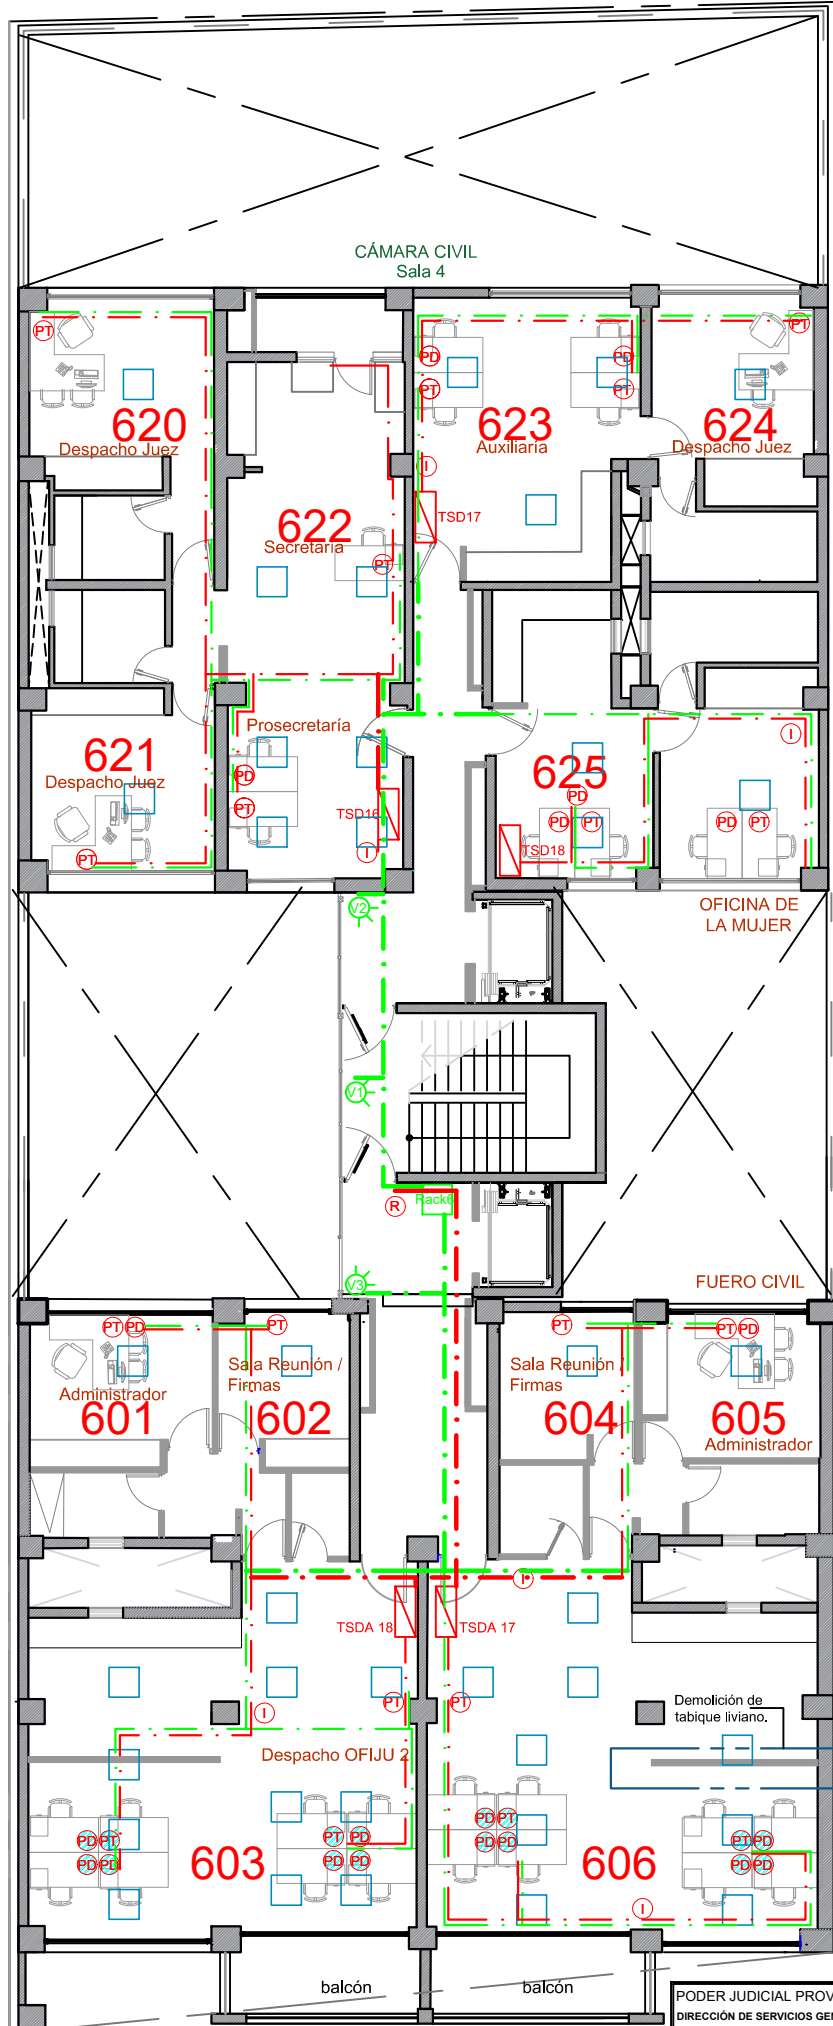 CÁMARA CIVIL
Sala 4
PT
PD
PD
PT
PT
PT
620
Despacho Juez
623
Auxiliaria
624
Despacho Juez
I
TSD17
622
Secretaría
PT
Prosecretaría
621
Despacho Juez
PD
PT
PT
TSD16
I
625
PD
PD
PT
TSD18
I
PD
PT
OFICINA DE
LA MUJER
V2
V1
R
Rack6
V3
FUERO CIVIL
PT
PD
PT
PT
PT
PD
Sala Reunión /
Firmas
Sala Reunión /
Firmas
Administrador
601
602
604
605
Administrador
I
TSDA 18
TSDA 17
PT
PT
I
Demolición de
tabique liviano.
Despacho OFIJU 2
PD
PT
PD
PD
PT
PD
PD
PD
PD
PT
PD
PD
PT
PD
PD
PD
603
606
I
balcón
balcón
PODER JUDICIAL PROV
DIRECCIÓN DE SERVICIOS GE